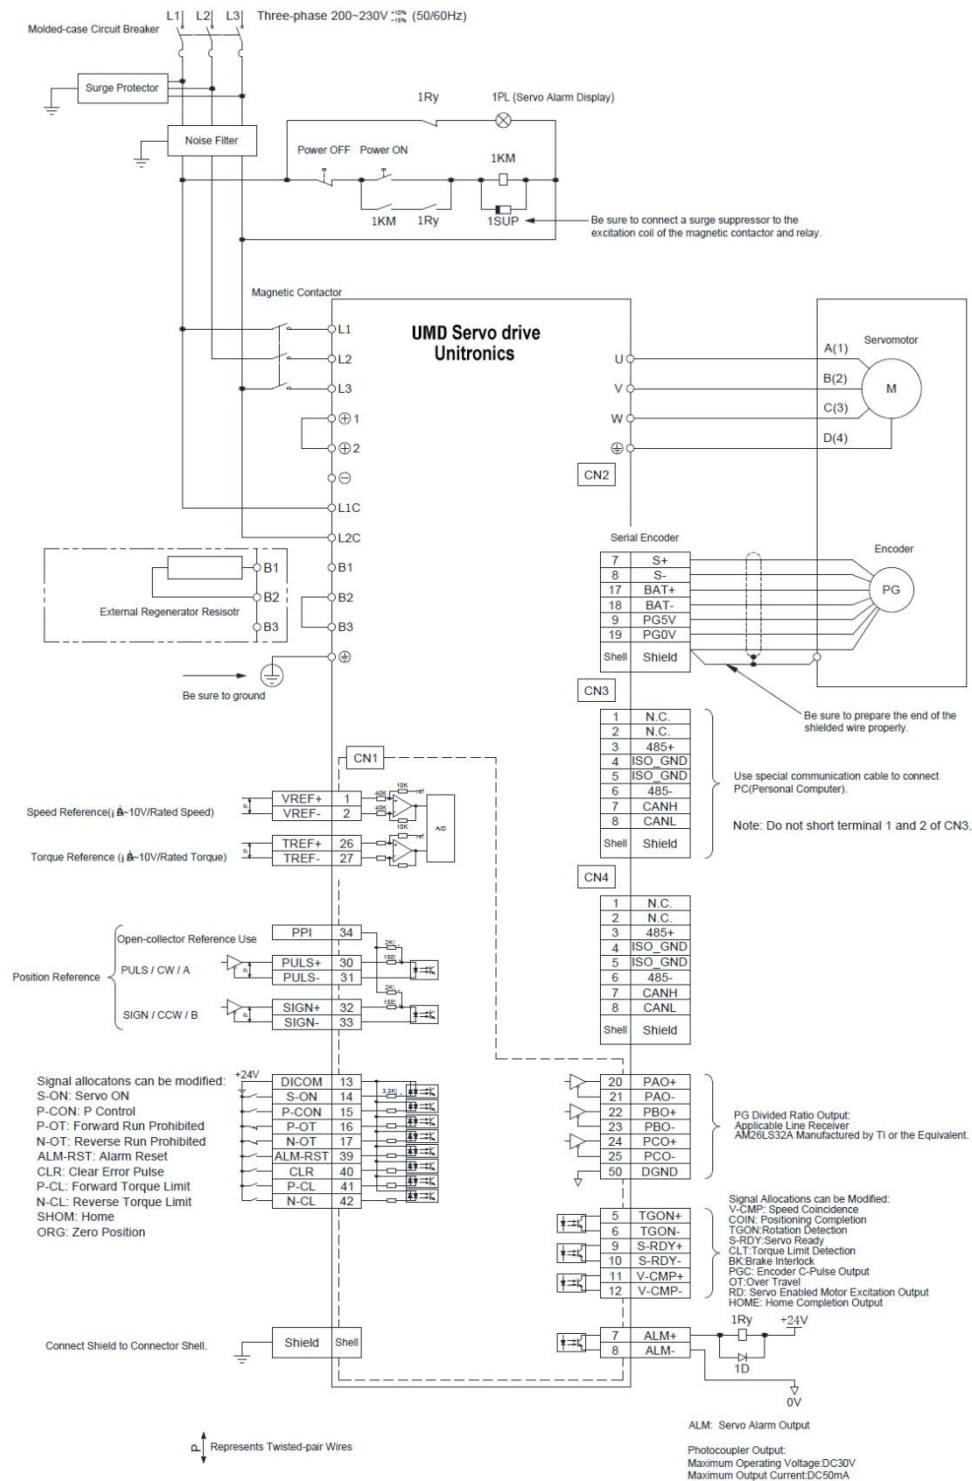 L1 L2 L3 Three-phase 200~230V +10% -15% (50/60Hz)
Molded-case Circuit Breaker
Surge Protector
Noise Filter
1Ry
1PL (Servo Alarm Display)
Power OFF Power ON
1KM
1KM 1Ry
1SUP
Be sure to connect a surge suppressor to the
excitation coil of the magnetic contactor and relay.
Magnetic Contactor
UMD Servo drive
Unitronics
L1
L2
L3
1
2
L1C
L2C
B1
B2
B3
B1
B2
B3
External Regenerator Resisotr
Be sure to ground
U
V
W
A(1)
B(2)
C(3)
D(4)
Servomotor
M
CN2
Serial Encoder
7 S+
8 S-
17 BAT+
18 BAT-
9 PG5V
19 PG0V
Shell Shield
Encoder
PG
Be sure to prepare the end of the
shielded wire properly.
CN3
1 N.C.
2 N.C.
3 485+
4 ISO_GND
5 ISO_GND
6 485-
7 CANH
8 CANL
Shell Shield
Use special communication cable to connect
PC(Personal Computer).
Note: Do not short terminal 1 and 2 of CN3.
CN4
1 N.C.
2 N.C.
3 485+
4 ISO_GND
5 ISO_GND
6 485-
7 CANH
8 CANL
Shell Shield
CN1
Speed Reference(¡ Â~10V/Rated Speed)
P
VREF+ 1
VREF- 2
40K
40K
10K
10K
ref
A/D
Torque Reference (¡ Â~10V/Rated Torque)
P
TREF+ 26
TREF- 27
ref
Position Reference
Open-collector Reference Use
PPI 34
PULS / CW / A
P
PULS+ 30
PULS- 31
SIGN / CCW / B
P
SIGN+ 32
SIGN- 33
+24V
DICOM 13
S-ON 14
P-CON 15
P-OT 16
N-OT 17
ALM-RST 39
CLR 40
P-CL 41
N-CL 42
Signal allocatons can be modified:
S-ON: Servo ON
P-CON: P Control
P-OT: Forward Run Prohibited
N-OT: Reverse Run Prohibited
ALM-RST: Alarm Reset
CLR: Clear Error Pulse
P-CL: Forward Torque Limit
N-CL: Reverse Torque Limit
SHOM: Home
ORG: Zero Position
20 PAO+
21 PAO-
22 PBO+
23 PBO-
24 PCO+
25 PCO-
50 DGND
PG Divided Ratio Output:
Applicable Line Receiver
AM26LS32A Manufactured by TI or the Equivalent.
5 TGON+
6 TGON-
9 S-RDY+
10 S-RDY-
11 V-CMP+
12 V-CMP-
Signal Allocations can be Modified:
V-CMP: Speed Coincidence
COIN: Positioning Completion
TGON:Rotation Detection
S-RDY:Servo Ready
CLT:Torque Limit Detection
BK:Brake Interlock
PGC: Encoder C-Pulse Output
OT:Over Travel
RD: Servo Enabled Motor Excitation Output
HOME: Home Completion Output
Connect Shield to Connector Shell.
Shield Shell
7 ALM+
8 ALM-
1Ry
+24V
1D
0V
ALM: Servo Alarm Output
P Represents Twisted-pair Wires
Photocoupler Output:
Maximum Operating Voltage:DC30V
Maximum Output Current:DC50mA